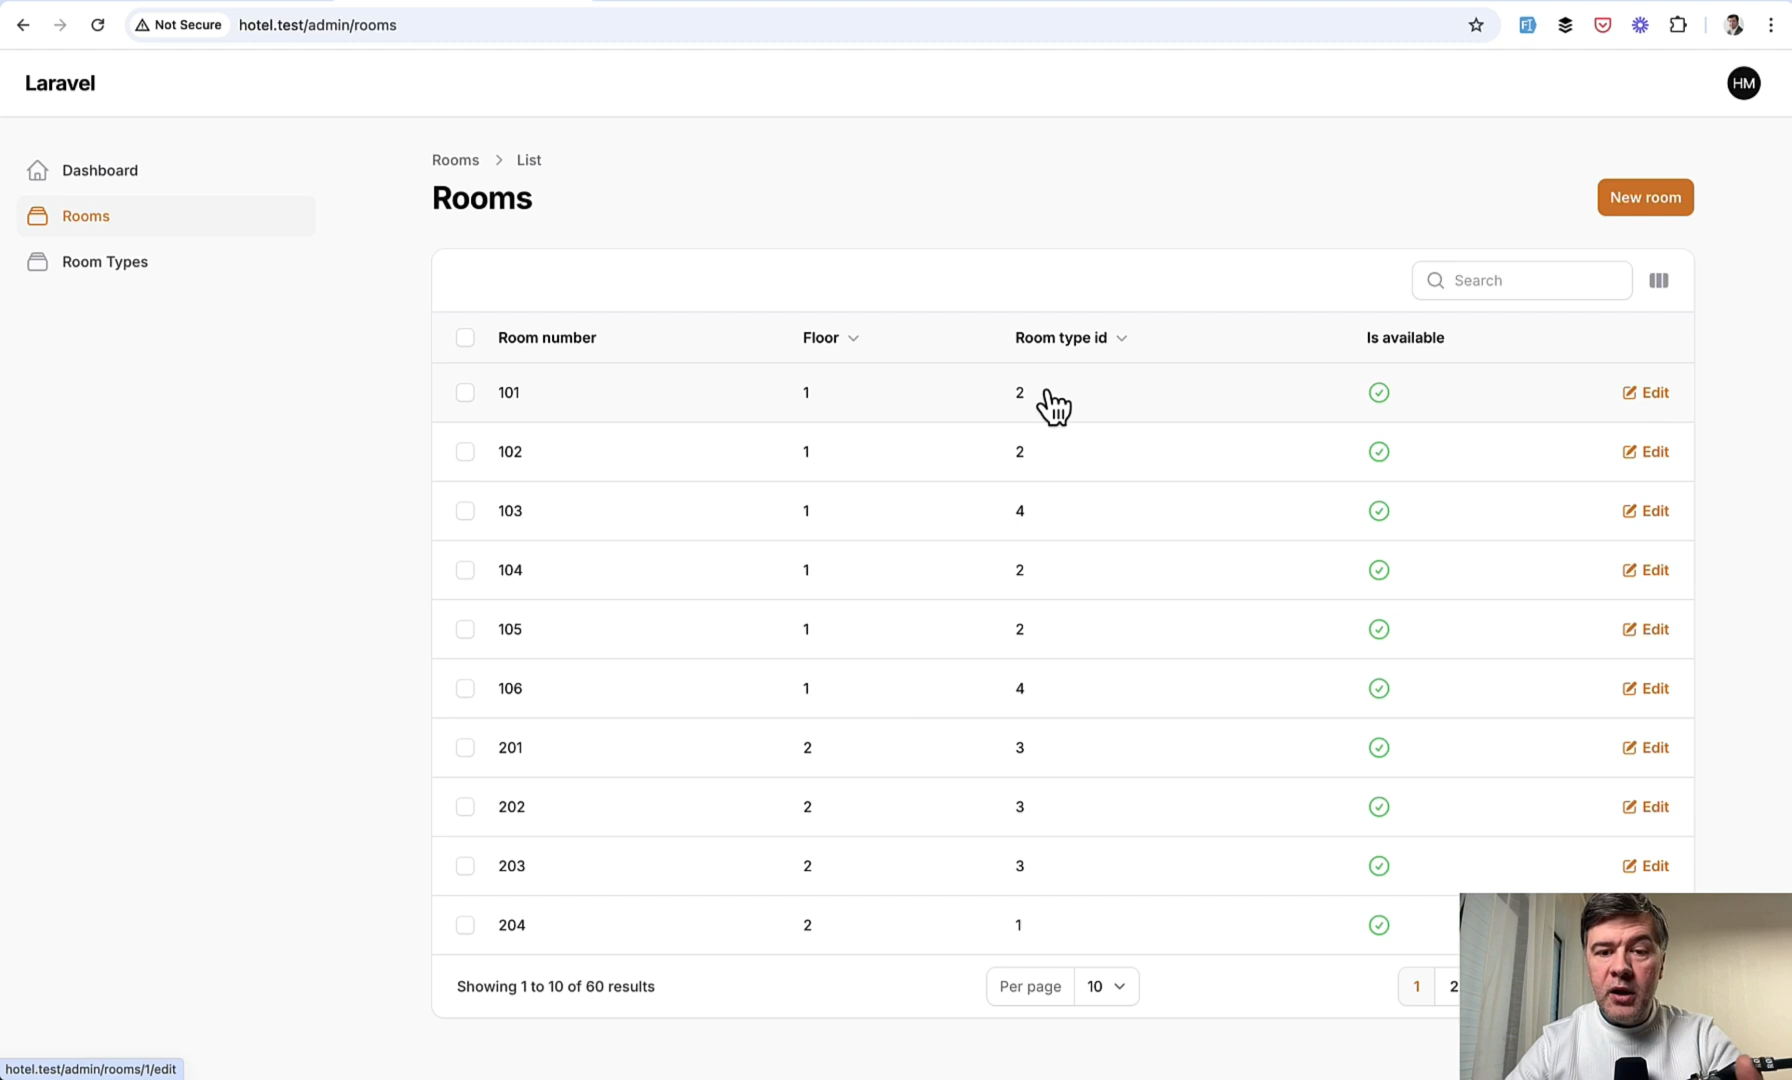 Not Secure hotel.test/admin/rooms
Laravel
HM
Dashboard
Rooms
Room Types
Rooms > List
Rooms
New room
Search
Room number Floor Room type id Is available
101 1 2 Edit
102 1 2 Edit
103 1 4 Edit
104 1 2 Edit
105 1 2 Edit
106 1 4 Edit
201 2 3 Edit
202 2 3 Edit
203 2 3 Edit
204 2 1
Showing 1 to 10 of 60 results Per page 10 1 2
hotel.test/admin/rooms/1/edit